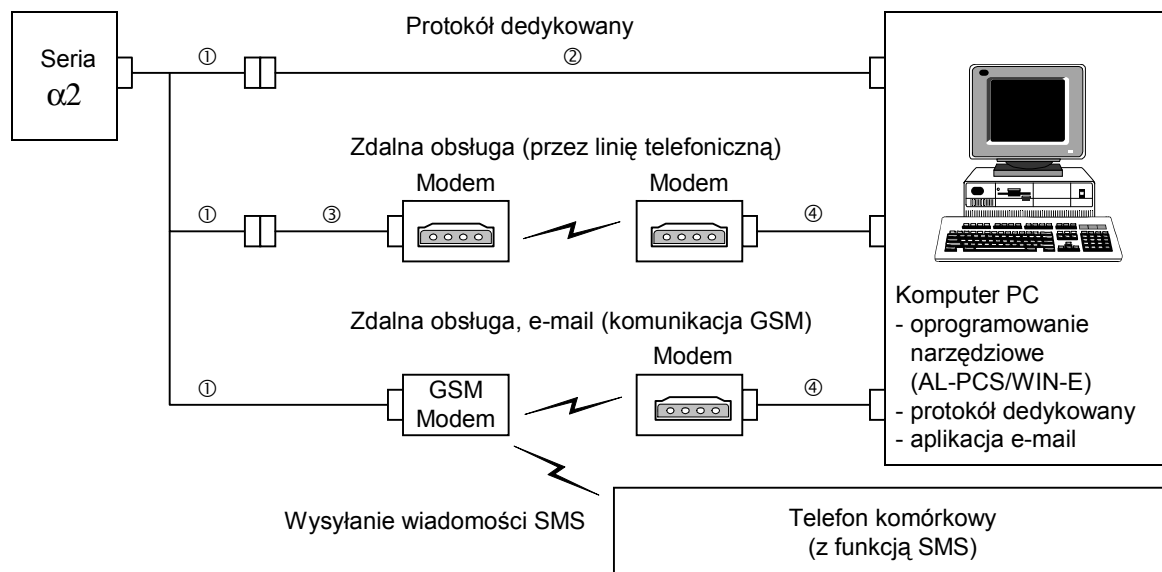 Protokół dedykowany
Seria
α2
①
②
Zdalna obsługa (przez linię telefoniczną)
Modem
Modem
①
③
④
Zdalna obsługa, e-mail (komunikacja GSM)
Modem
①
GSM
Modem
④
Komputer PC
- oprogramowanie
narzędziowe
(AL-PCS/WIN-E)
- protokół dedykowany
- aplikacja e-mail
Wysyłanie wiadomości SMS
Telefon komórkowy
(z funkcją SMS)